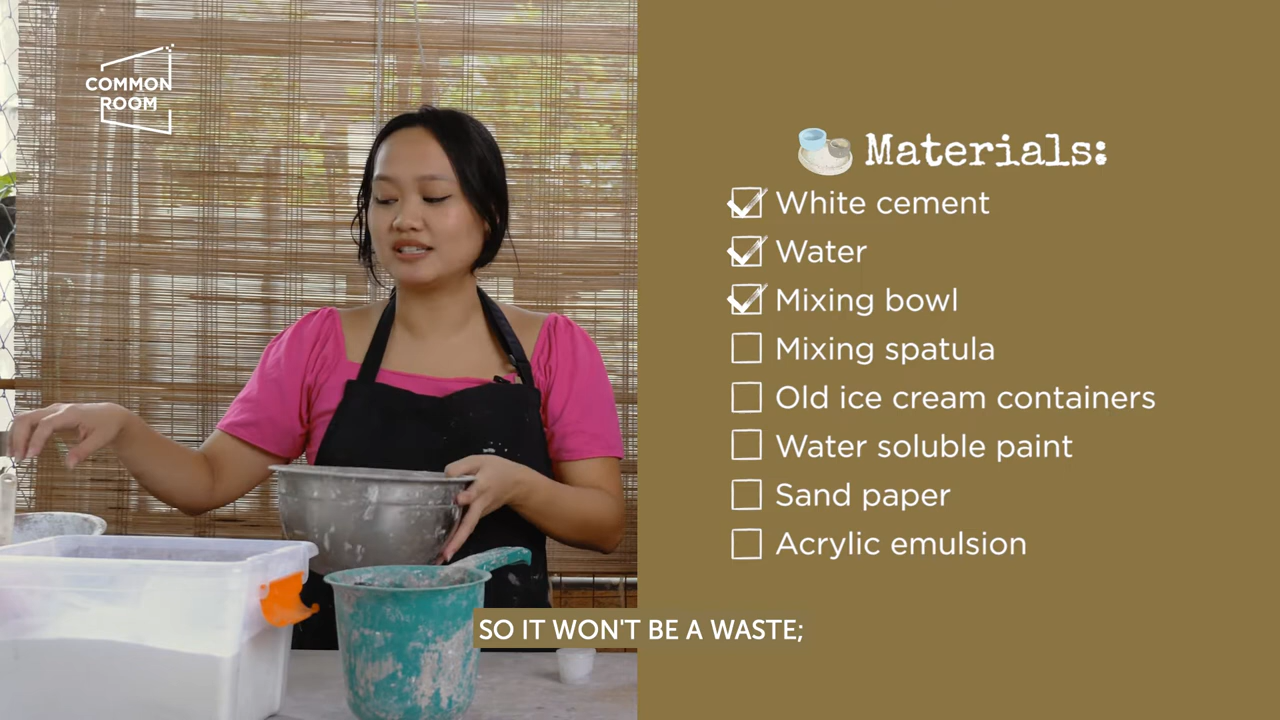 COMMON
ROOM
Materials:
White cement
Water
Mixing bowl
Mixing spatula
Old ice cream containers
Water soluble paint
Sand paper
Acrylic emulsion
SO IT WON'T BE A WASTE;